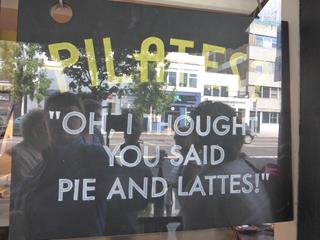 PILATES?
"OH, I THOUGHT
YOU SAID
PIE AND LATTES!"